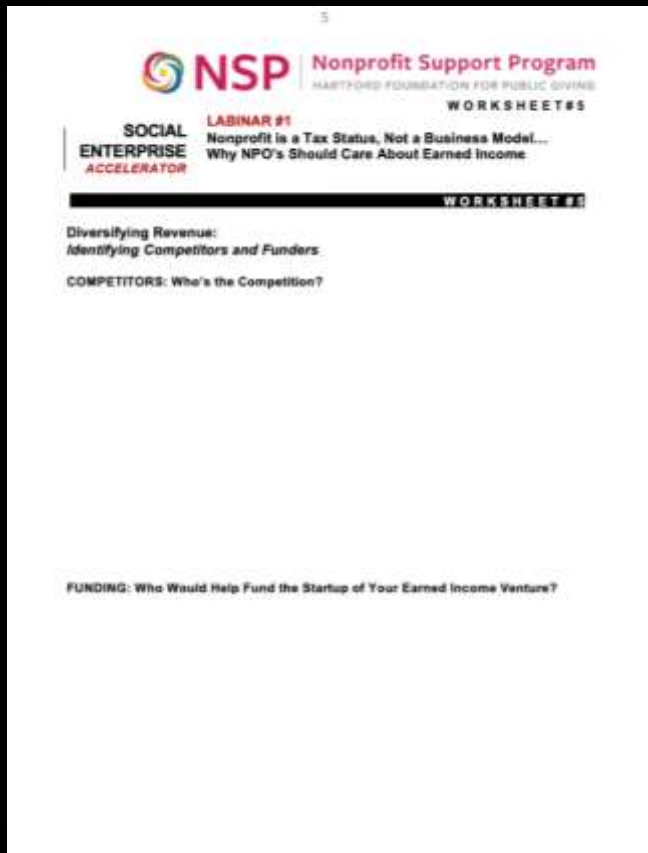 5
NSP Nonprofit Support Program
HARTFORD FOUNDATION FOR PUBLIC GIVING
WORKSHEET#5
LABINAR #1
SOCIAL
ENTERPRISE
ACCELERATOR
Nonprofit is a Tax Status, Not a Business Model...
Why NPO's Should Care About Earned Income
WORKSHEET #5
Diversifying Revenue:
Identifying Competitors and Funders
COMPETITORS: Who's the Competition?
FUNDING: Who Would Help Fund the Startup of Your Earned Income Venture?